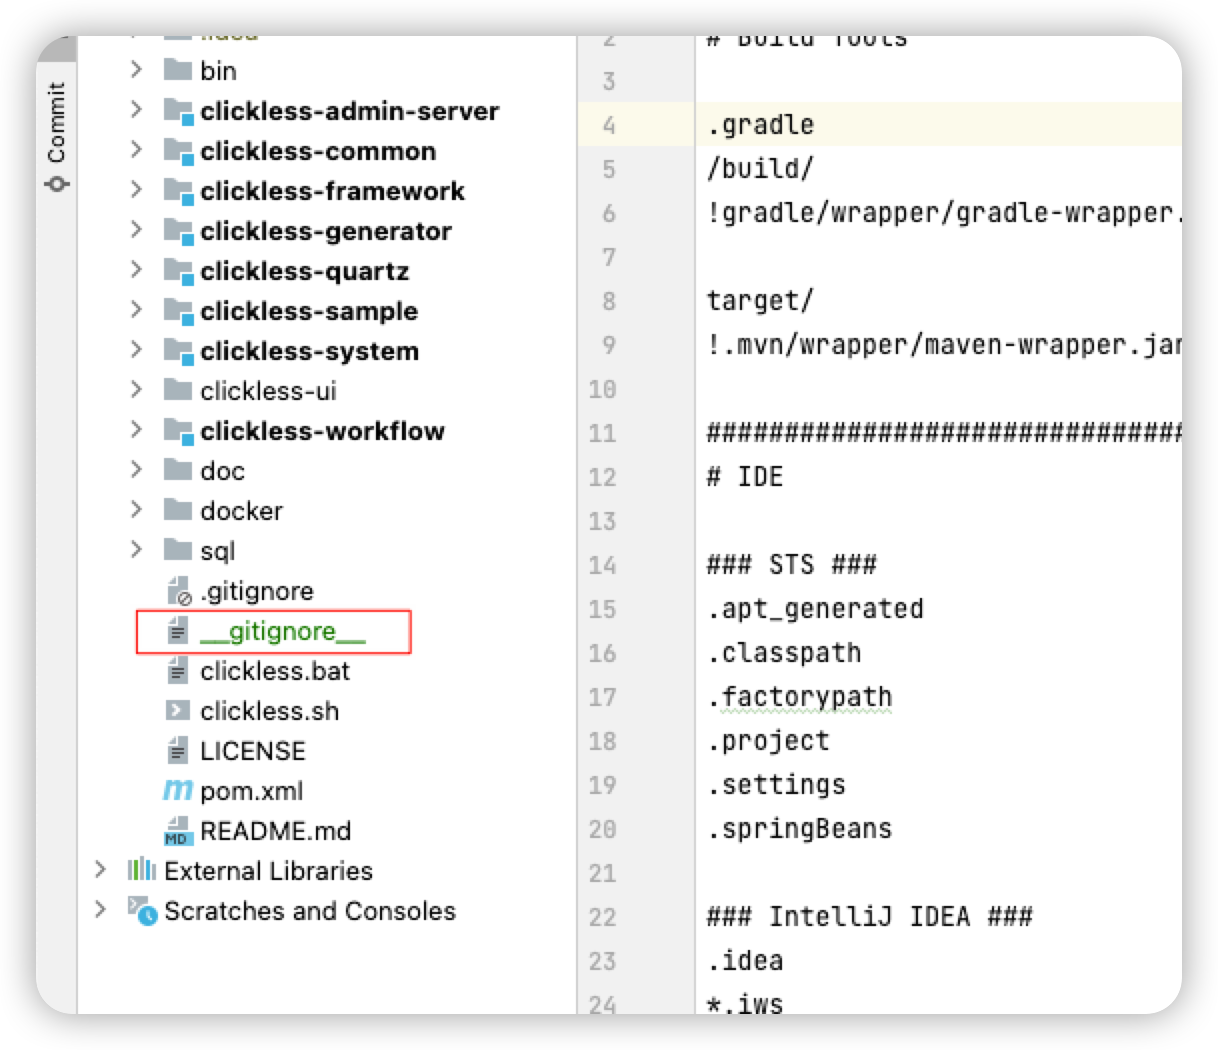 Commit
.idea
bin
clickless-admin-server
clickless-common
clickless-framework
clickless-generator
clickless-quartz
clickless-sample
clickless-system
clickless-ui
clickless-workflow
doc
docker
sql
.gitignore
__gitignore__
clickless.bat
clickless.sh
LICENSE
pom.xml
README.md
External Libraries
Scratches and Consoles
2 # Build Tools
3
4 .gradle
5 /build/
6 !gradle/wrapper/gradle-wrapper.
7
8 target/
9 !.mvn/wrapper/maven-wrapper.jar
10
11 ###############################
12 # IDE
13
14 ### STS ###
15 .apt_generated
16 .classpath
17 .factorypath
18 .project
19 .settings
20 .springBeans
21
22 ### IntelliJ IDEA ###
23 .idea
24 *.iws